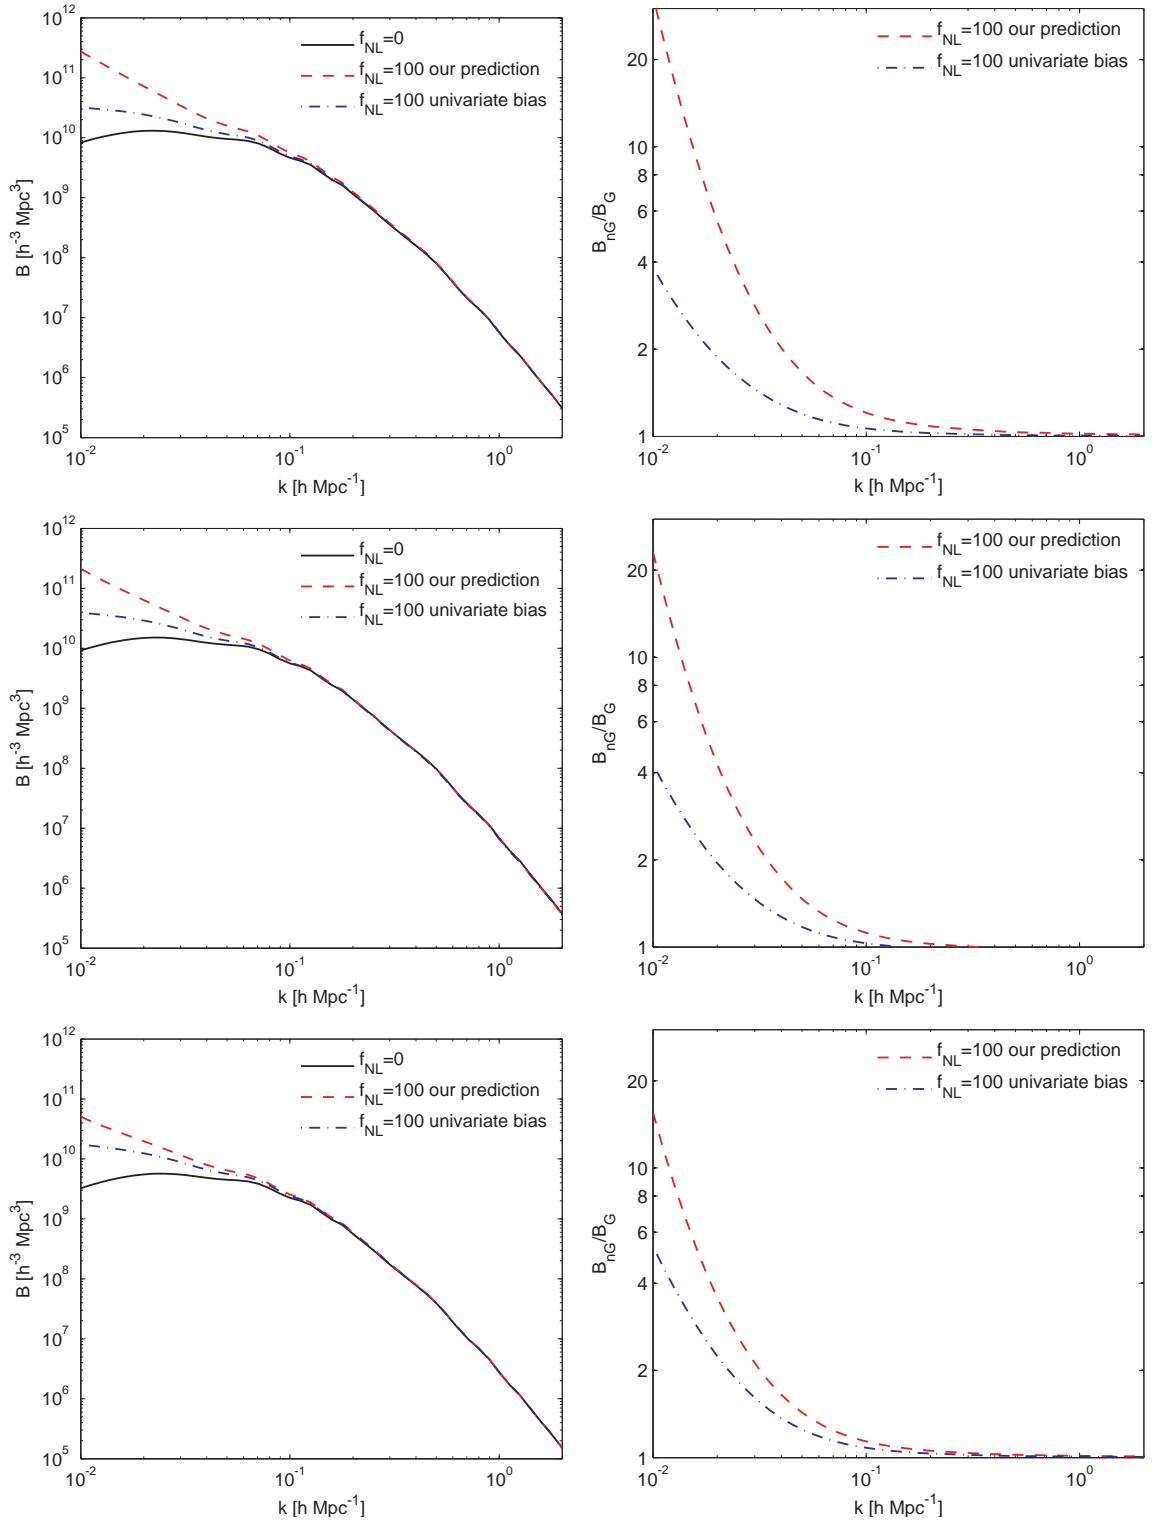 10^12
10^11
10^10
10^9
10^8
10^7
10^6
10^5
B [h^-3 Mpc^3]
f_NL=0
f_NL=100 our prediction
f_NL=100 univariate bias
10^-2
10^-1
10^0
k [h Mpc^-1]
20
10
8
6
4
2
1
B_nG/B_G
f_NL=100 our prediction
f_NL=100 univariate bias
10^-2
10^-1
10^0
k [h Mpc^-1]
10^12
10^11
10^10
10^9
10^8
10^7
10^6
10^5
B [h^-3 Mpc^3]
f_NL=0
f_NL=100 our prediction
f_NL=100 univariate bias
10^-2
10^-1
10^0
k [h Mpc^-1]
20
10
8
6
4
2
1
B_nG/B_G
f_NL=100 our prediction
f_NL=100 univariate bias
10^-2
10^-1
10^0
k [h Mpc^-1]
10^12
10^11
10^10
10^9
10^8
10^7
10^6
10^5
B [h^-3 Mpc^3]
f_NL=0
f_NL=100 our prediction
f_NL=100 univariate bias
10^-2
10^-1
10^0
k [h Mpc^-1]
20
10
8
6
4
2
1
B_nG/B_G
f_NL=100 our prediction
f_NL=100 univariate bias
10^-2
10^-1
10^0
k [h Mpc^-1]